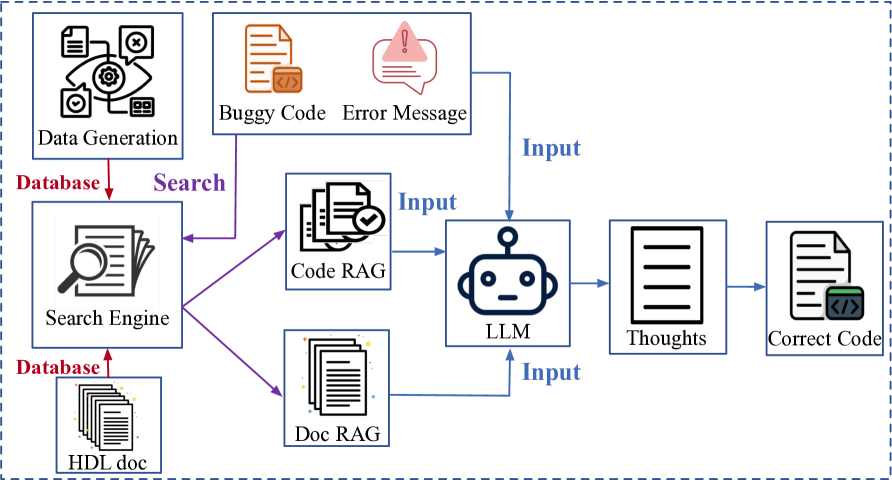 Buggy Code
Error Message
Data Generation
Input
Database
Search
Input
Code RAG
Search Engine
LLM
Thoughts
Correct Code
Database
Input
Doc RAG
HDL doc